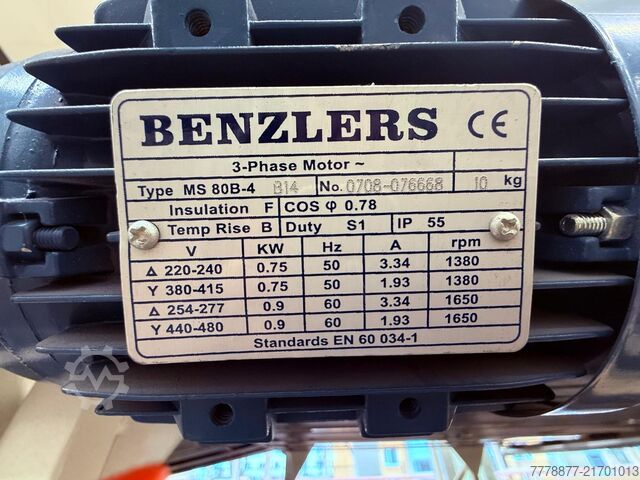 BENZLERS CE
3-Phase Motor ~
Type MS 80B-4 B14 No. 0708-076668 10 kg
Insulation F COS φ 0.78
Temp Rise B Duty S1 IP 55
V KW Hz A rpm
Δ 220-240 0.75 50 3.34 1380
Y 380-415 0.75 50 1.93 1380
Δ 254-277 0.9 60 3.34 1650
Y 440-480 0.9 60 1.93 1650
Standards EN 60 034-1
7778877-21701013